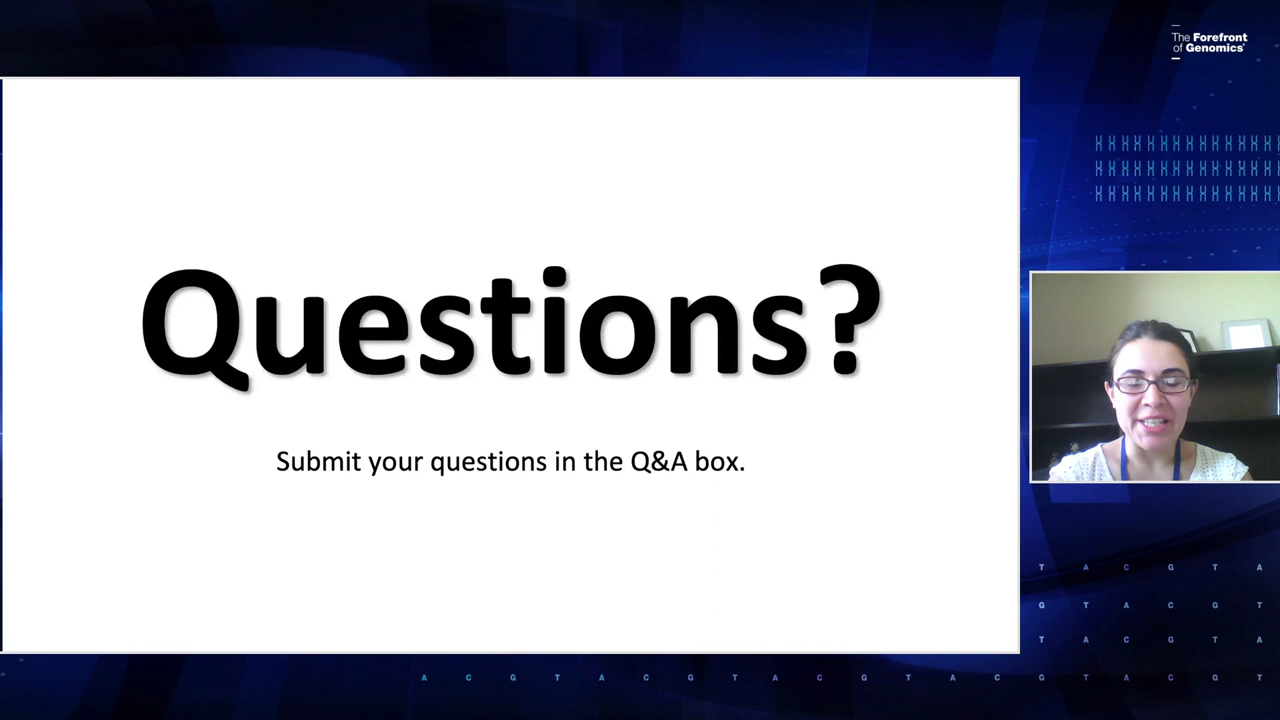 The Forefront
of Genomics®
Questions?
Submit your questions in the Q&A box.
T A C G T A
G T A C G T
T A C G T A
A C G T A C G T A C G T A C G T A C G T